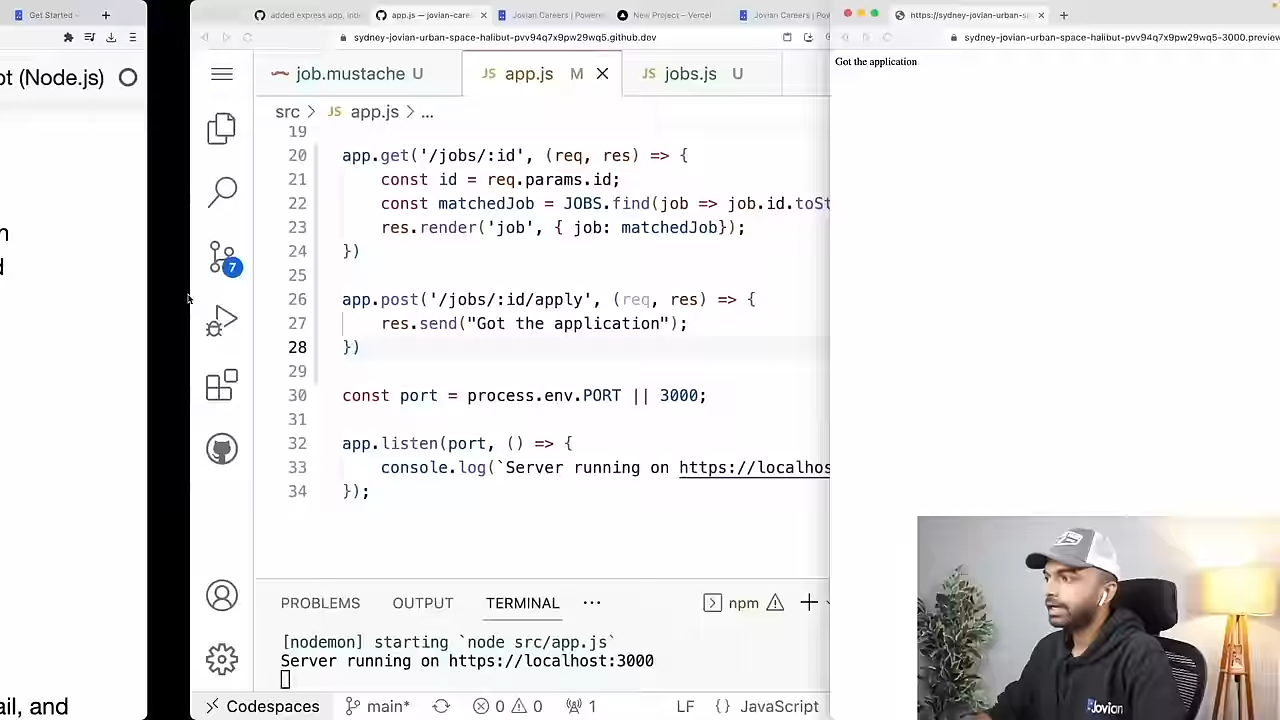 Get Started -
added express app, inde
app.js — jovian-care
Jovian Careers | Powere
New Project – Vercel
Jovian Careers | Pow
https://sydney-jovian-urban-s
sydney-jovian-urban-space-halibut-pvv94q7x9pw29wq5.github.dev
sydney-jovian-urban-space-halibut-pvv94q7x9pw29wq5-3000.preview
ot (Node.js)
job.mustache U
JS app.js M
JS jobs.js U
Got the application
src > JS app.js > ...
19
20 app.get('/jobs/:id', (req, res) => {
21 const id = req.params.id;
22 const matchedJob = JOBS.find(job => job.id.toSt
23 res.render('job', { job: matchedJob});
24 })
25
26 app.post('/jobs/:id/apply', (req, res) => {
27 res.send("Got the application");
28 })
29
30 const port = process.env.PORT || 3000;
31
32 app.listen(port, () => {
33 console.log(`Server running on https://localhos
34 });
n
d
7
PROBLEMS OUTPUT TERMINAL ... npm
[nodemon] starting `node src/app.js`
Server running on https://localhost:3000
ail, and
Codespaces main* 0 0 1 LF {} JavaScript
Jovian